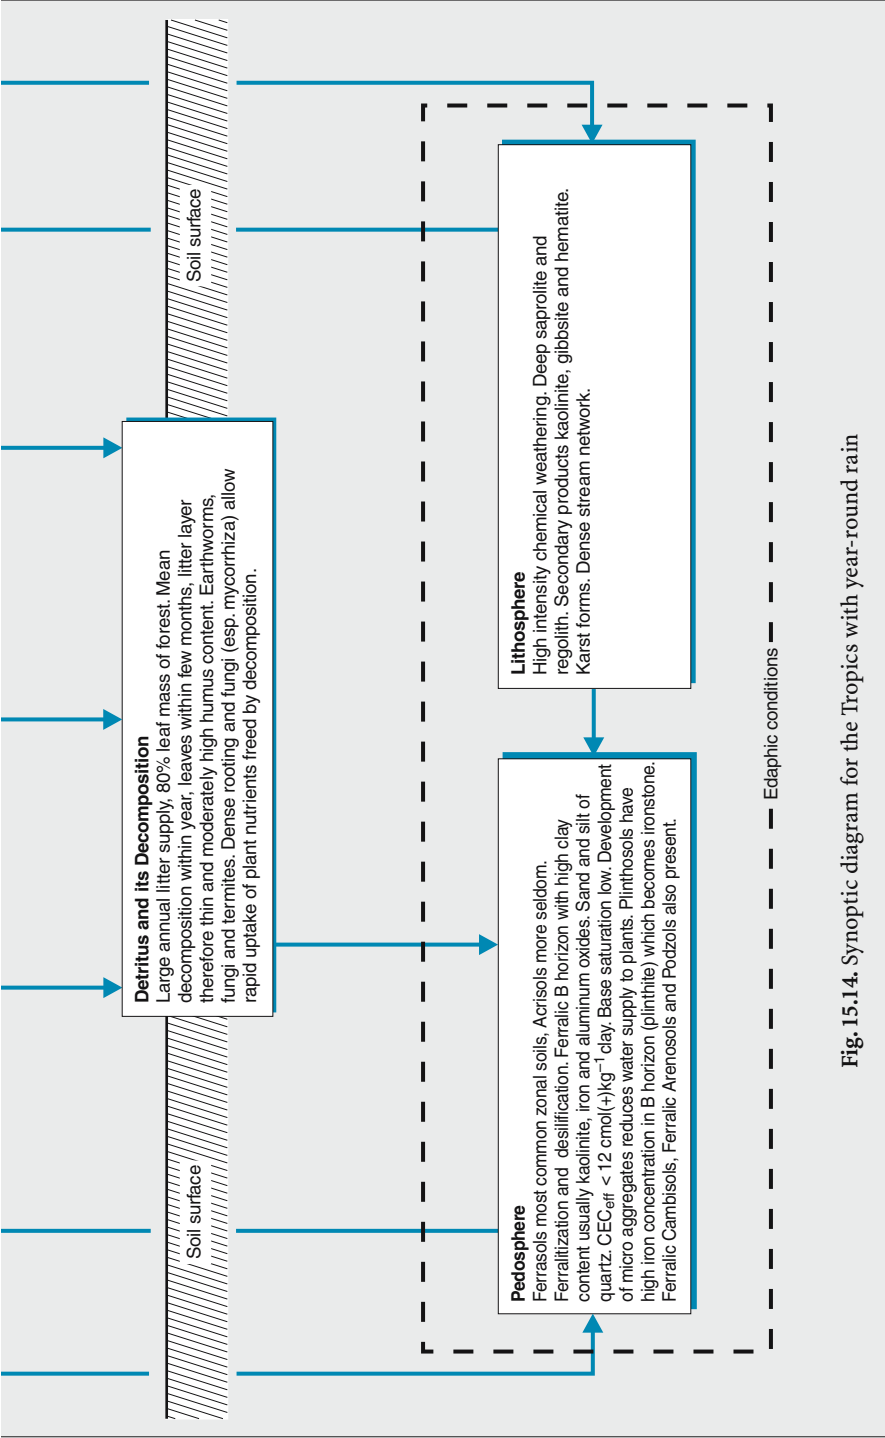 Soil surface
Soil surface
Detritus and its Decomposition
Large annual litter supply, 80% leaf mass of forest. Mean
decomposition within year, leaves within few months, litter layer
therefore thin and moderately high humus content. Earthworms,
fungi and termites. Dense rooting and fungi (esp. mycorrhiza) allow
rapid uptake of plant nutrients freed by decomposition.
Pedosphere
Ferrasols most common zonal soils, Acrisols more seldom.
Ferralitization and desilification. Ferralic B horizon with high clay
content usually kaolinite, iron and aluminum oxides. Sand and silt of
quartz. CECeff < 12 cmol(+)kg−1 clay. Base saturation low. Development
of micro aggregates reduces water supply to plants. Plinthosols have
high iron concentration in B horizon (plinthite) which becomes ironstone.
Ferralic Cambisols, Ferralic Arenosols and Podzols also present.
Lithosphere
High intensity chemical weathering. Deep saprolite and
regolith. Secondary products kaolinite, gibbsite and hematite.
Karst forms. Dense stream network.
Edaphic conditions
Fig. 15.14. Synoptic diagram for the Tropics with year-round rain